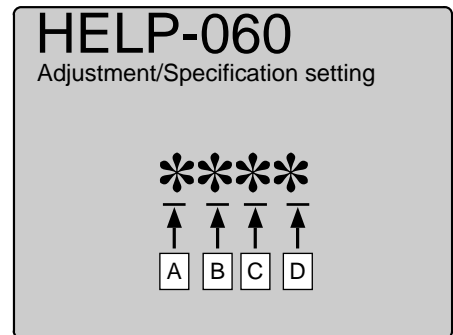 HELP-060
Adjustment/Specification setting
****
A B C D